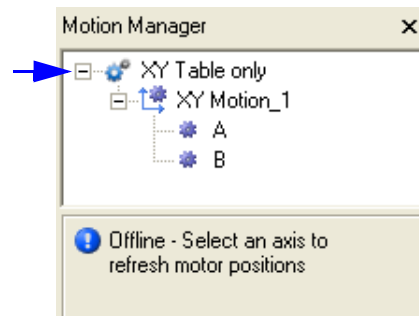 Motion Manager
XY Table only
XY Motion_1
A
B
Offline - Select an axis to
refresh motor positions